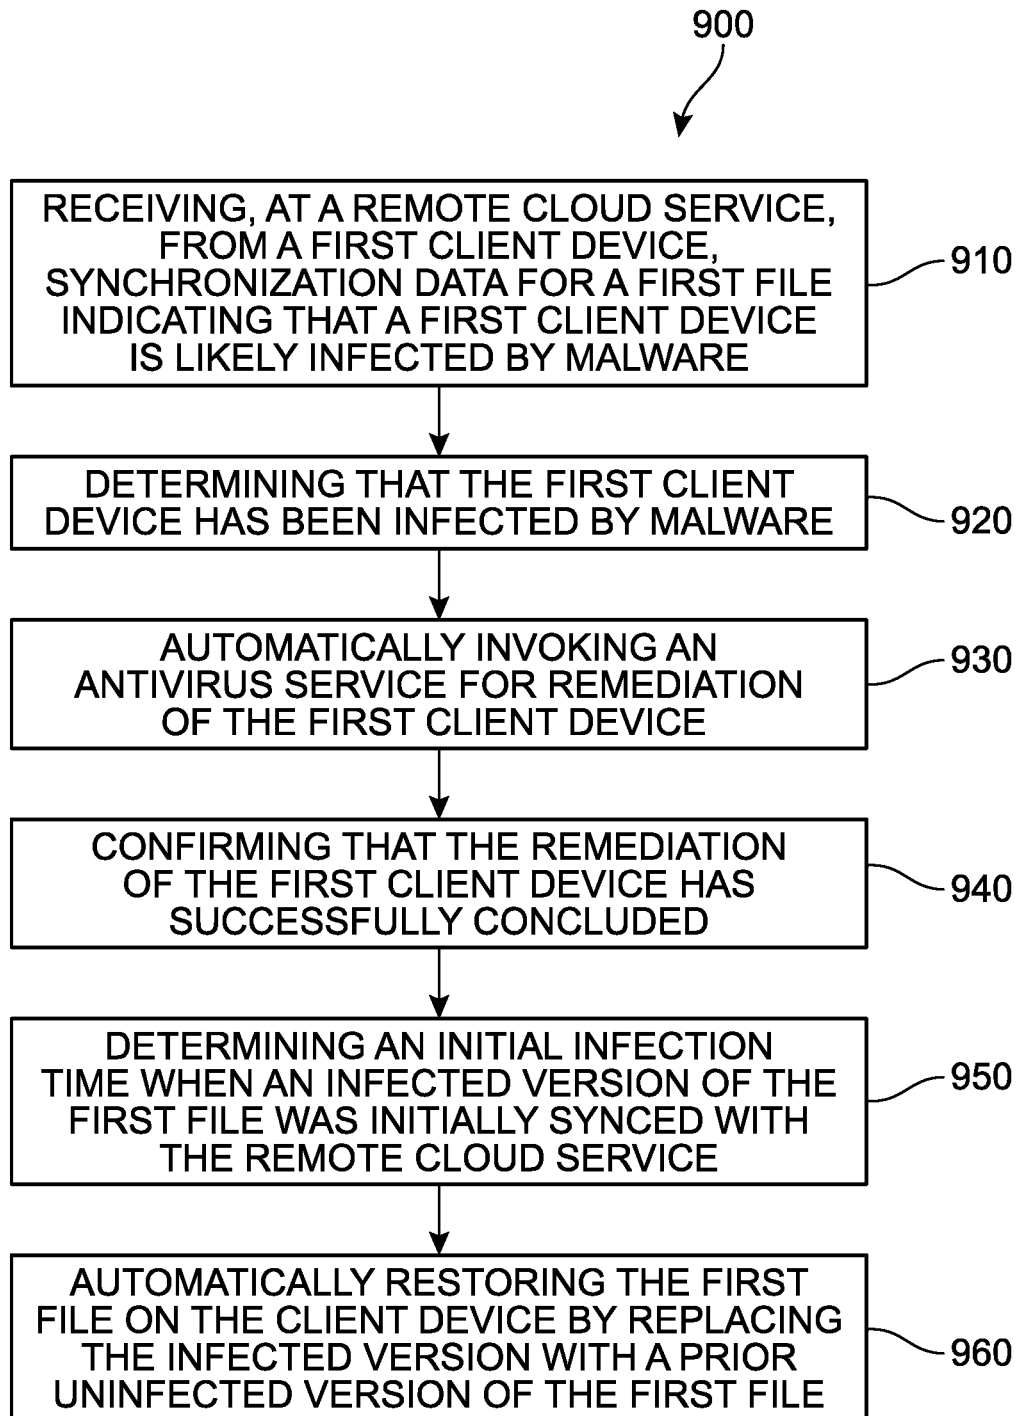 900
RECEIVING, AT A REMOTE CLOUD SERVICE,
FROM A FIRST CLIENT DEVICE,
SYNCHRONIZATION DATA FOR A FIRST FILE
INDICATING THAT A FIRST CLIENT DEVICE
IS LIKELY INFECTED BY MALWARE
910
DETERMINING THAT THE FIRST CLIENT
DEVICE HAS BEEN INFECTED BY MALWARE
920
AUTOMATICALLY INVOKING AN
ANTIVIRUS SERVICE FOR REMEDIATION
OF THE FIRST CLIENT DEVICE
930
CONFIRMING THAT THE REMEDIATION
OF THE FIRST CLIENT DEVICE HAS
SUCCESSFULLY CONCLUDED
940
DETERMINING AN INITIAL INFECTION
TIME WHEN AN INFECTED VERSION OF THE
FIRST FILE WAS INITIALLY SYNCED WITH
THE REMOTE CLOUD SERVICE
950
AUTOMATICALLY RESTORING THE FIRST
FILE ON THE CLIENT DEVICE BY REPLACING
THE INFECTED VERSION WITH A PRIOR
UNINFECTED VERSION OF THE FIRST FILE
960